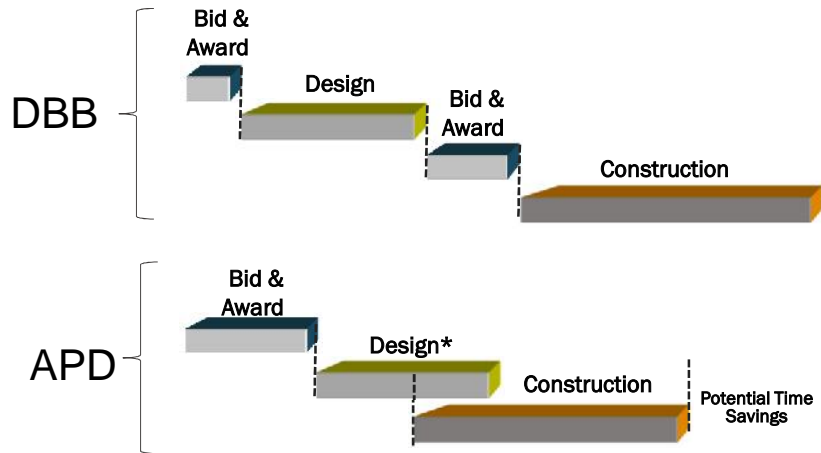 Bid &
Award
DBB
Design
Bid &
Award
Construction
APD
Bid &
Award
Design*
Construction
Potential Time
Savings